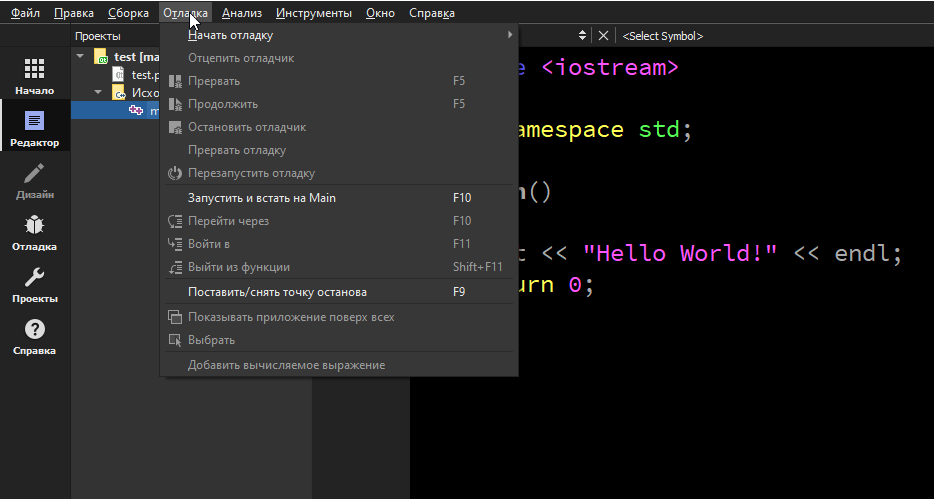 Файл Правка Сборка Отладка Анализ Инструменты Окно Справка
Проекты
<Select Symbol>
Начало
Редактор
Дизайн
Отладка
Проекты
Справка
test [ma
test.p
Исхо
m
Начать отладку
Отцепить отладчик
Прервать F5
Продолжить F5
Остановить отладчик
Прервать отладку
Перезапустить отладку
Запустить и встать на Main F10
Перейти через F10
Войти в F11
Выйти из функции Shift+F11
Поставить/снять точку останова F9
Показывать приложение поверх всех
Выбрать
Добавить вычисляемое выражение
e <iostream>
amespace std;
n()
t << "Hello World!" << endl;
urn 0;